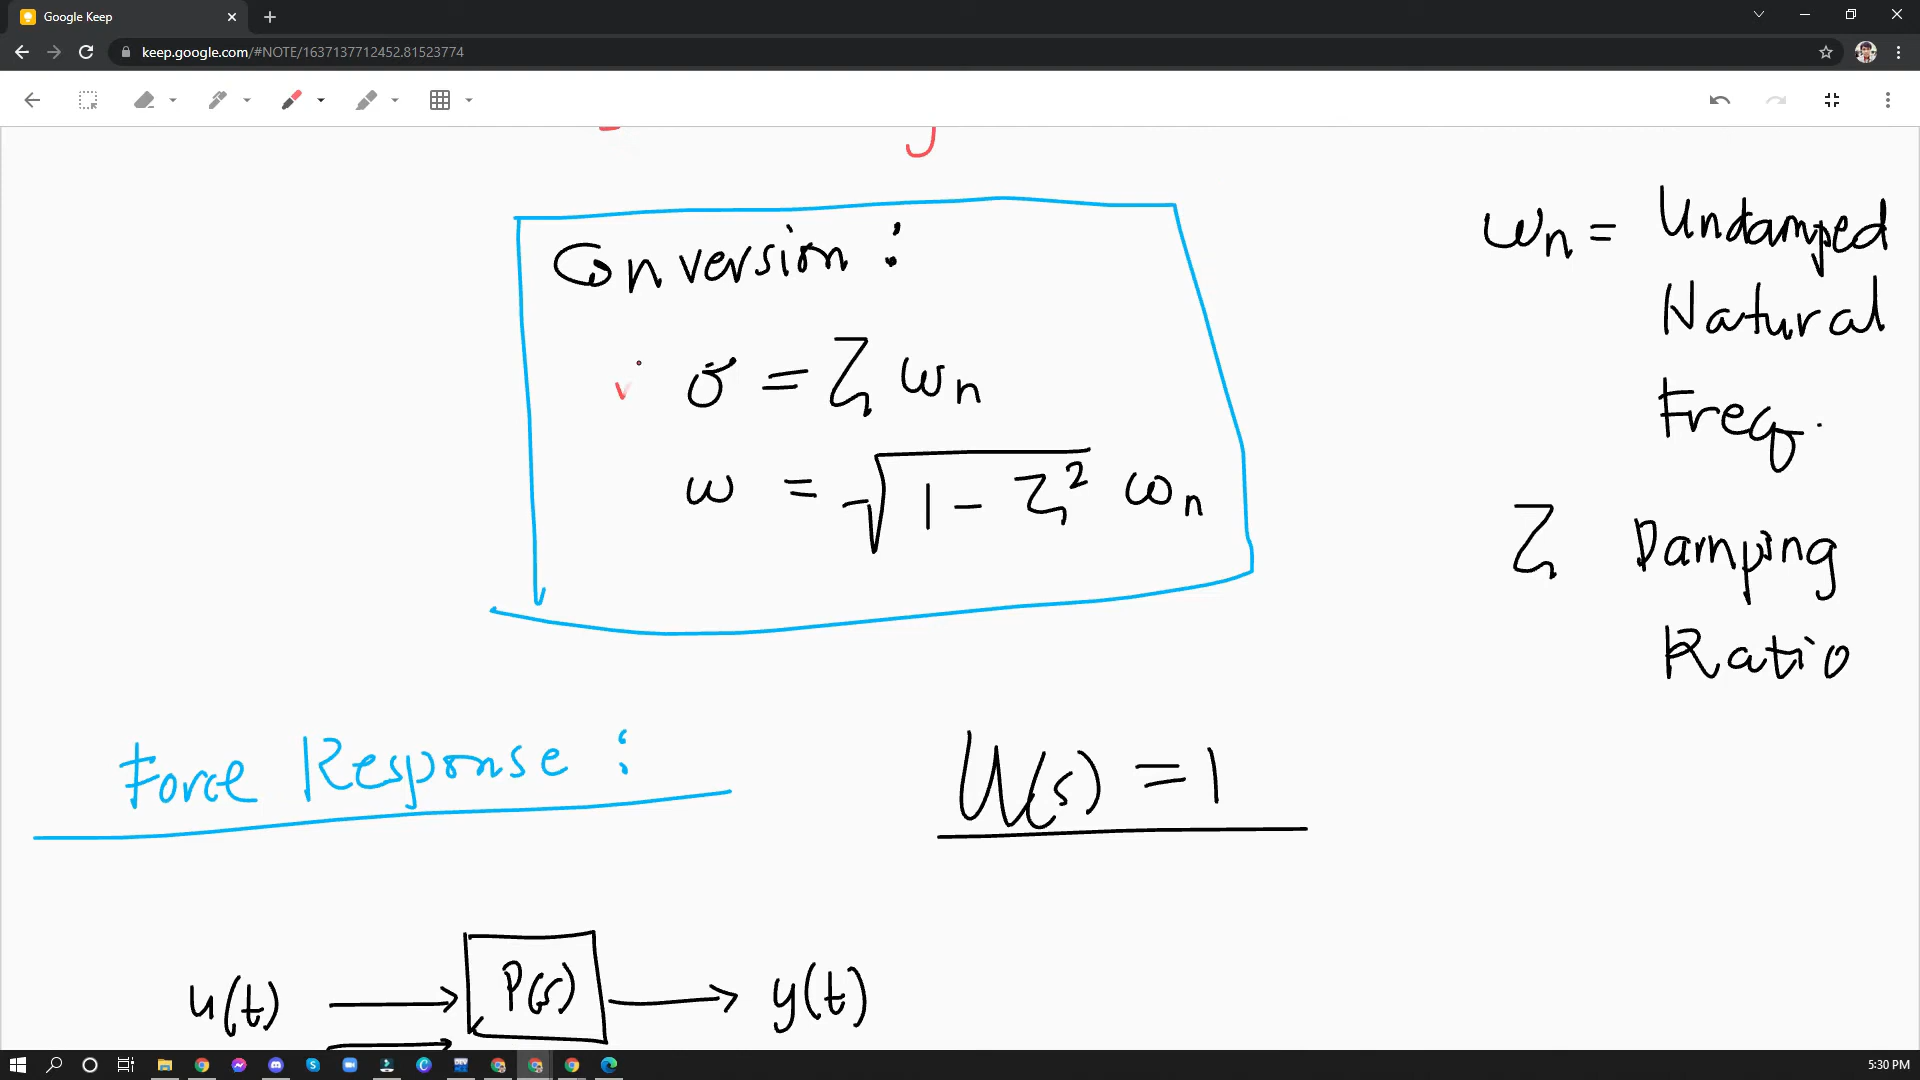 Google Keep
keep.google.com/#NOTE/1637137712452.81523774
Conversion :
σ = ζ ωn
ω = √1 - ζ² ωn
ωn = Undamped
Natural
Freq.
ζ Damping
Ratio
Force Response :
U(s) = 1
u(t) P(s) y(t)
5:30 PM